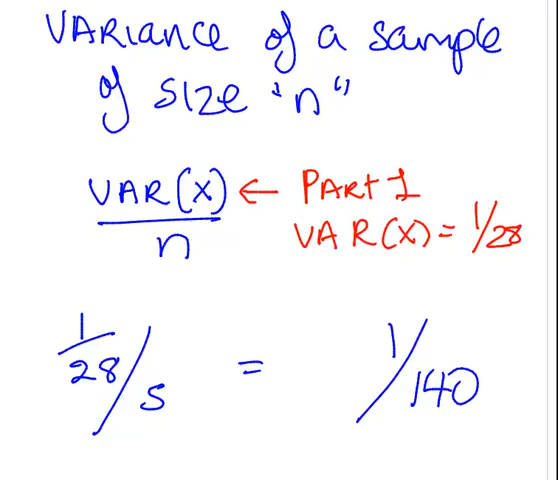 VARIANCE of a sample
of SIZE "n"
VAR(X) ← PART 1
n VAR(X) = 1/28
1/28/5 = 1/140